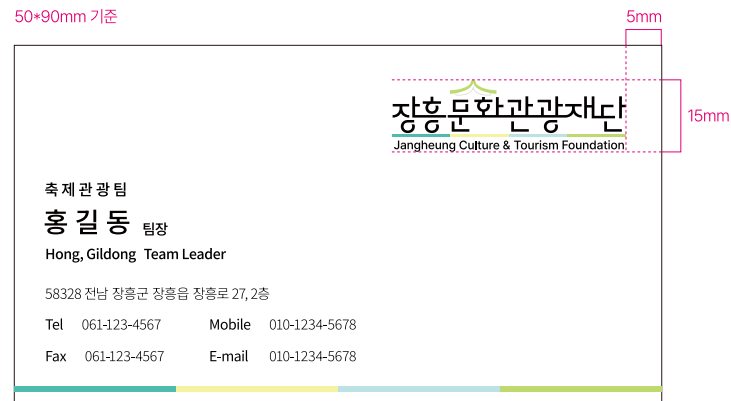 50*90mm 기준
5mm
장흥문화관광재단
15mm
Jangheung Culture & Tourism Foundation
축제관광팀
홍길동 팀장
Hong, Gildong Team Leader
58328 전남 장흥군 장흥읍 장흥로 27, 2층
Tel 061-123-4567 Mobile 010-1234-5678
Fax 061-123-4567 E-mail 010-1234-5678